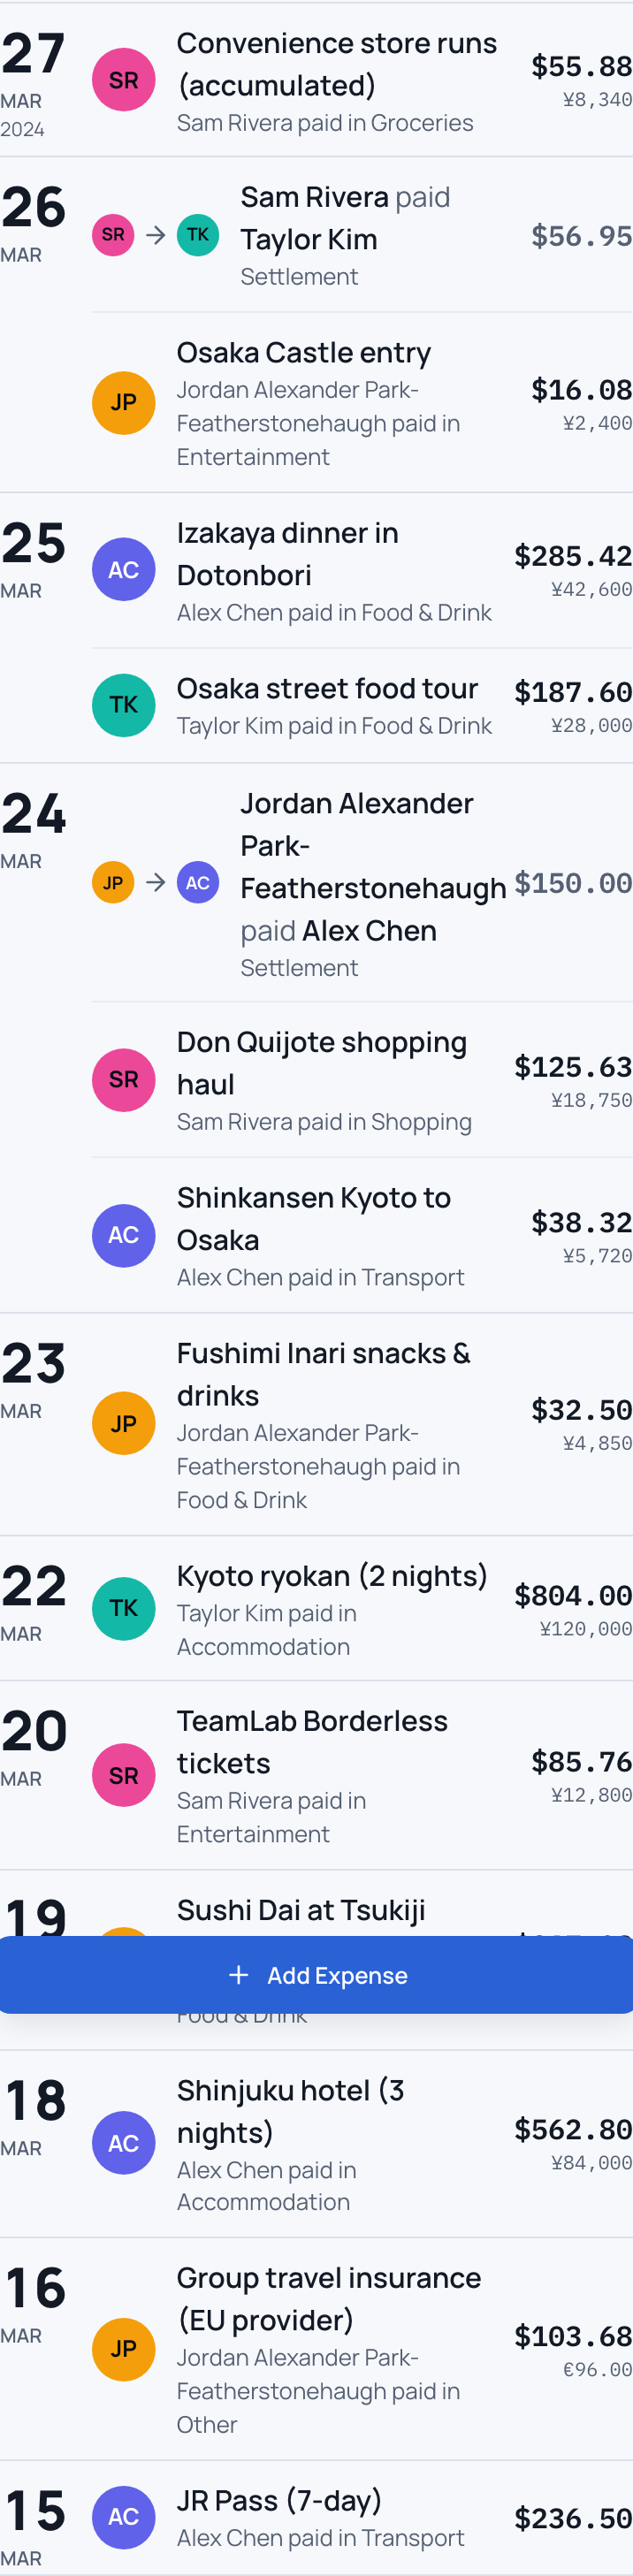 27
MAR
2024
SR
Convenience store runs
(accumulated)
Sam Rivera paid in Groceries
$55.88
¥8,340
26
MAR
SR → TK
Sam Rivera paid
Taylor Kim
Settlement
$56.95
JP
Osaka Castle entry
Jordan Alexander Park-
Featherstonehaugh paid in
Entertainment
$16.08
¥2,400
25
MAR
AC
Izakaya dinner in
Dotonbori
Alex Chen paid in Food & Drink
$285.42
¥42,600
TK
Osaka street food tour
Taylor Kim paid in Food & Drink
$187.60
¥28,000
24
MAR
JP → AC
Jordan Alexander
Park-
Featherstonehaugh
paid Alex Chen
Settlement
$150.00
SR
Don Quijote shopping
haul
Sam Rivera paid in Shopping
$125.63
¥18,750
AC
Shinkansen Kyoto to
Osaka
Alex Chen paid in Transport
$38.32
¥5,720
23
MAR
JP
Fushimi Inari snacks &
drinks
Jordan Alexander Park-
Featherstonehaugh paid in
Food & Drink
$32.50
¥4,850
22
MAR
TK
Kyoto ryokan (2 nights)
Taylor Kim paid in
Accommodation
$804.00
¥120,000
20
MAR
SR
TeamLab Borderless
tickets
Sam Rivera paid in
Entertainment
$85.76
¥12,800
19
Sushi Dai at Tsukiji
+ Add Expense
Food & Drink
18
MAR
AC
Shinjuku hotel (3
nights)
Alex Chen paid in
Accommodation
$562.80
¥84,000
16
MAR
JP
Group travel insurance
(EU provider)
Jordan Alexander Park-
Featherstonehaugh paid in
Other
$103.68
€96.00
15
MAR
AC
JR Pass (7-day)
Alex Chen paid in Transport
$236.50